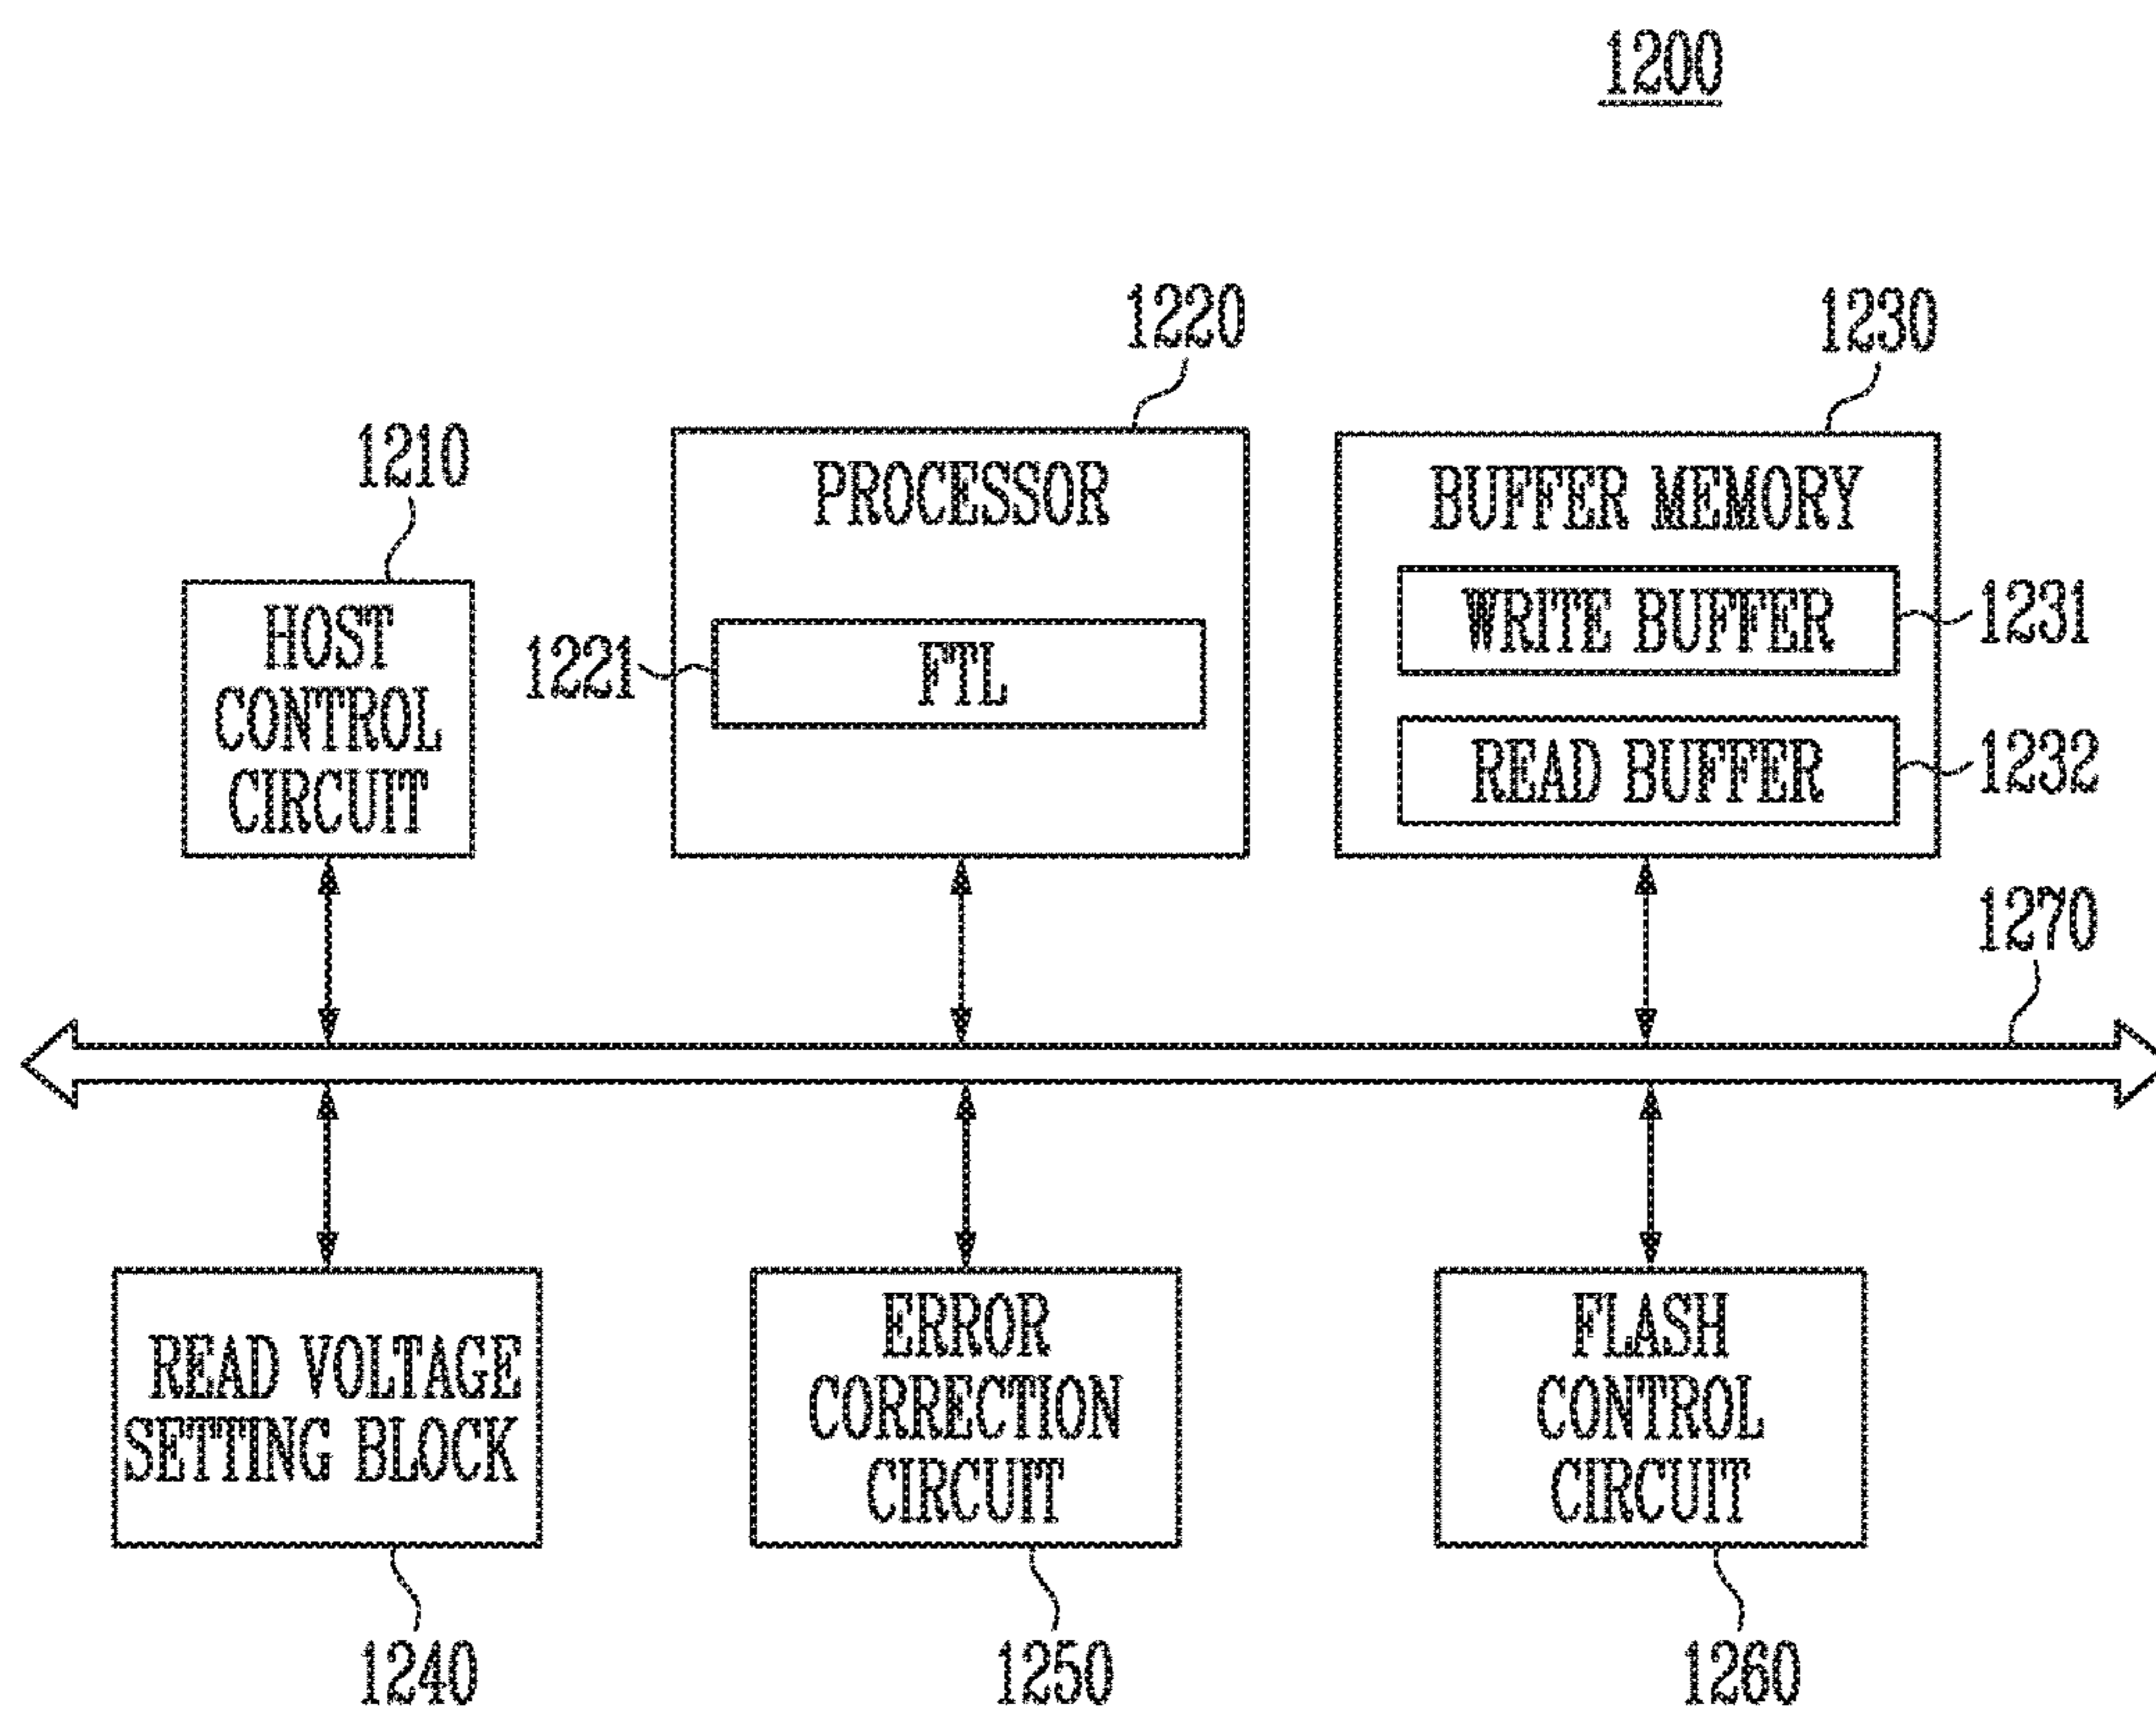 1200
1220
1230
1210
PROCESSOR
BUFFER MEMORY
HOST
CONTROL
CIRCUIT
1221
FTL
WRITE BUFFER
1231
READ BUFFER
1232
1270
READ VOLTAGE
SETTING BLOCK
ERROR
CORRECTION
CIRCUIT
FLASH
CONTROL
CIRCUIT
1240
1250
1260